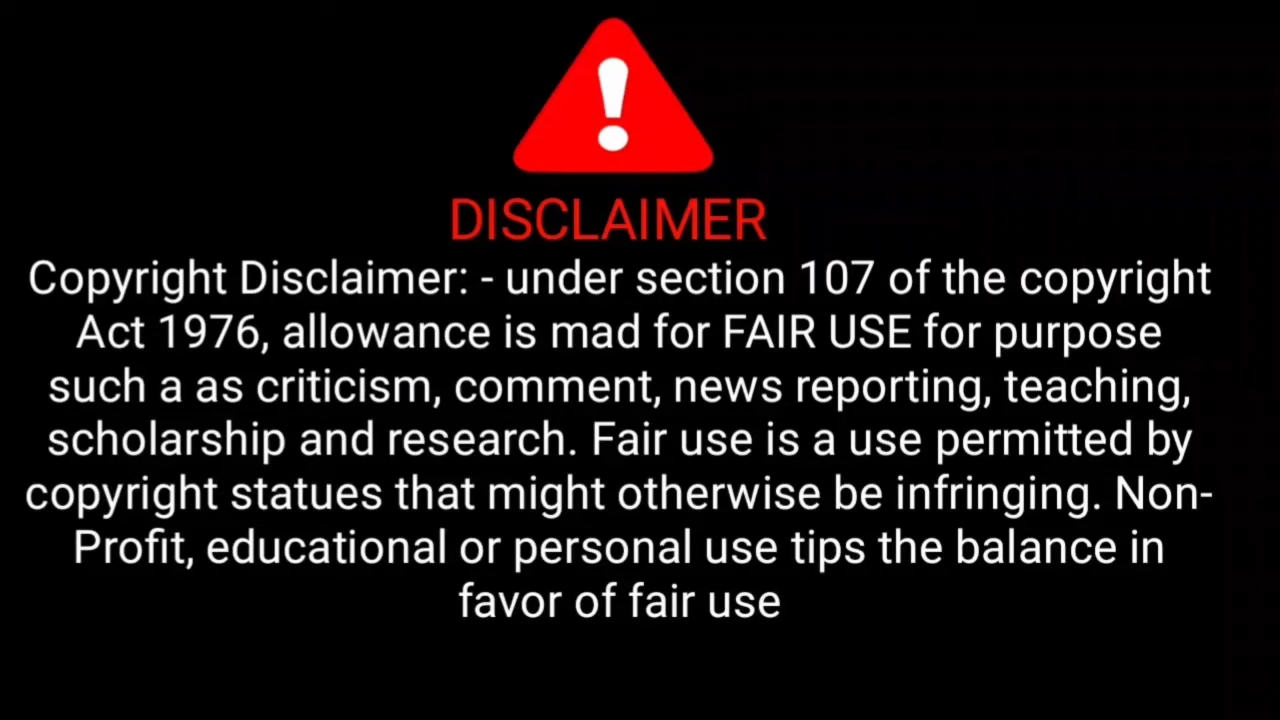 DISCLAIMER
Copyright Disclaimer: - under section 107 of the copyright
Act 1976, allowance is mad for FAIR USE for purpose
such a as criticism, comment, news reporting, teaching,
scholarship and research. Fair use is a use permitted by
copyright statues that might otherwise be infringing. Non-
Profit, educational or personal use tips the balance in
favor of fair use